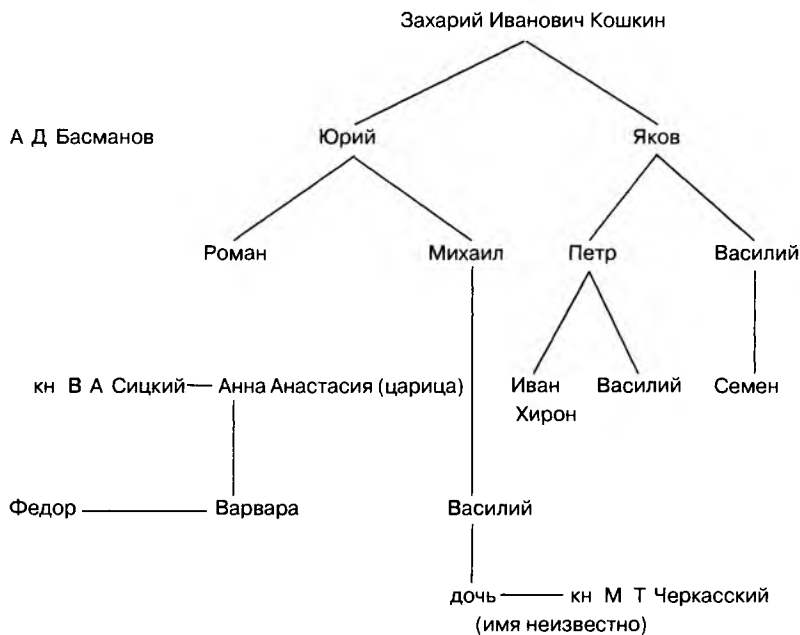 Захарий Иванович Кошкин
А Д Басманов Юрий Яков
Роман Михаил Петр Василий
кн В А Сицкий Анна Анастасия (царица) Иван Василий Семен
Хирон
Федор Варвара Василий
дочь кн М Т Черкасский
(имя неизвестно)